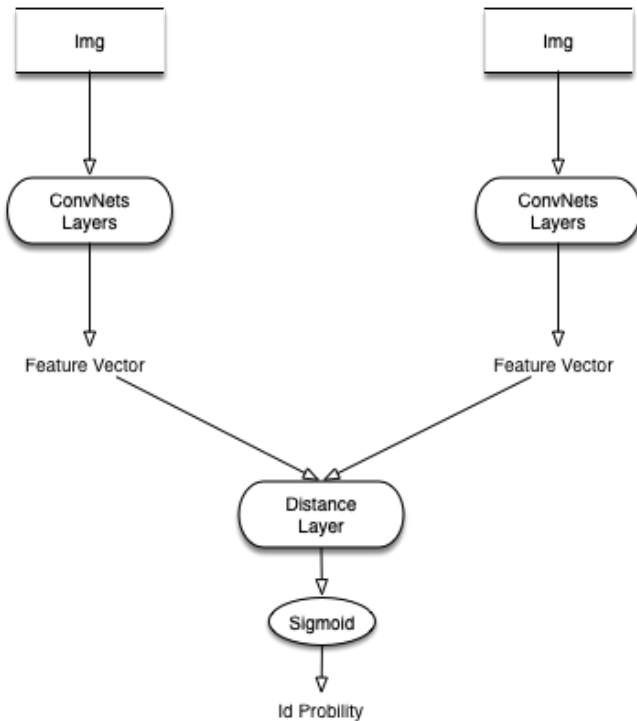 Img
Img
ConvNets
Layers
ConvNets
Layers
Feature Vector
Feature Vector
Distance
Layer
Sigmoid
Id Probility